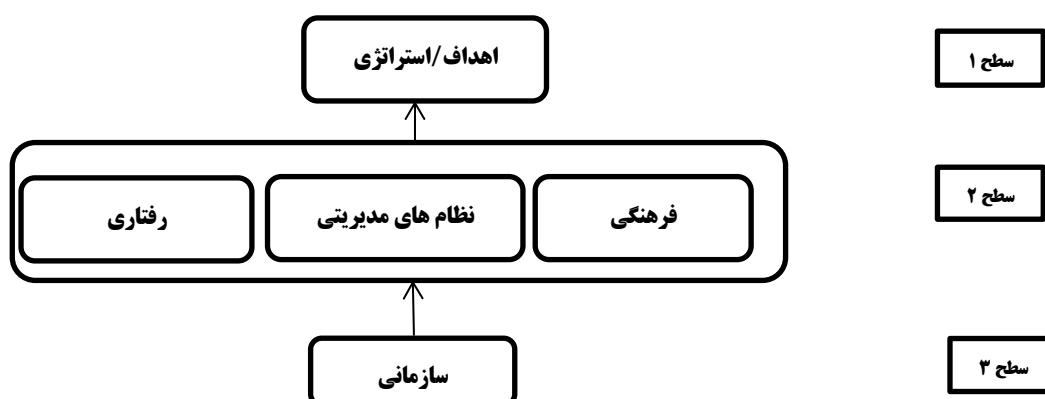 اهداف/استراتژی
سطح ۱
فرهنگی
نظام های مدیریتی
رفتاری
سطح ۲
سازمانی
سطح ۳